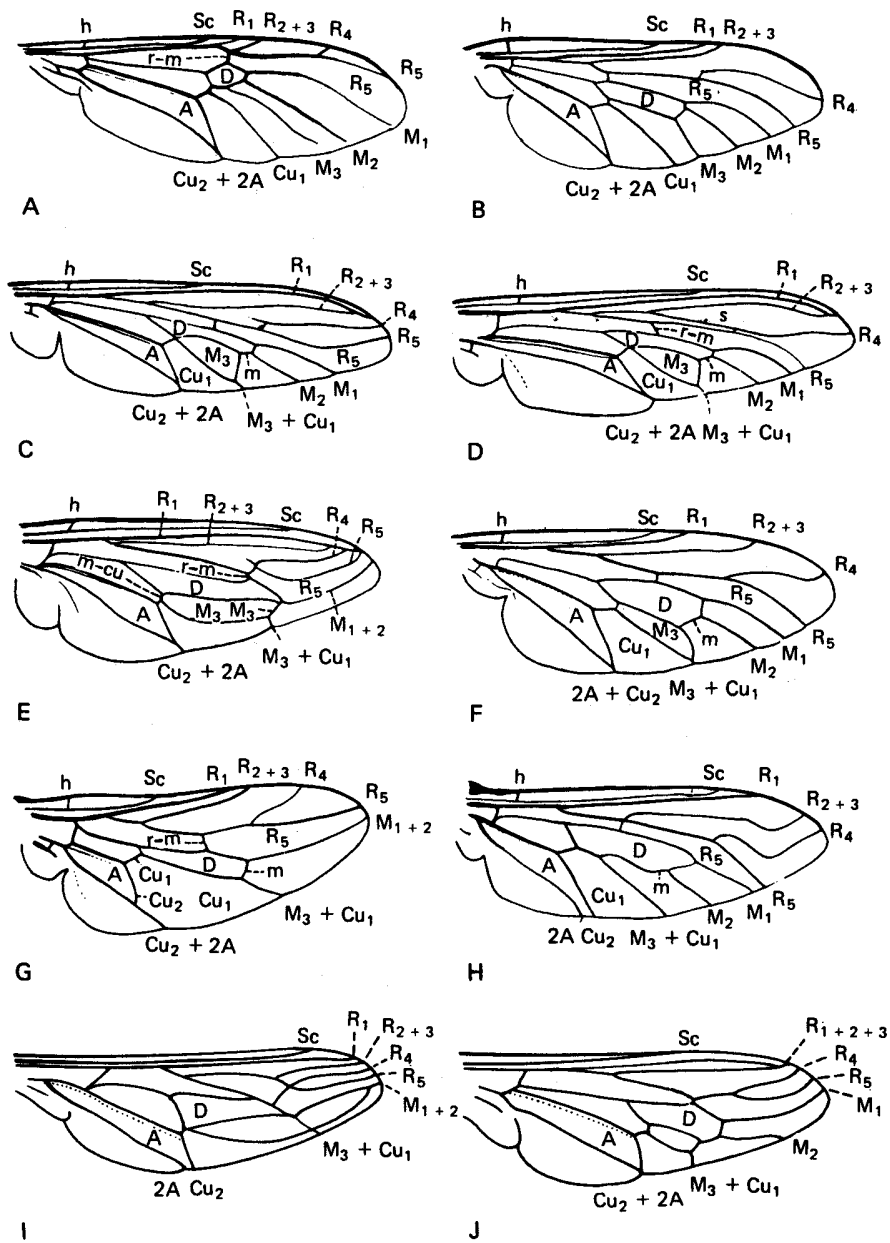 h Sc R1 R2 + 3 R4
r-m D R5 R5
A M1
M2
M3
Cu2 + 2A Cu1
A
h Sc R1 R2 + 3
A D R5 R4
R5
M1
M2
M3
Cu2 + 2A Cu1
B
h Sc R1 R2 + 3
D R4
A M3 R5 R5
Cu1 m
M2 M1
Cu2 + 2A M3 + Cu1
C
h Sc R1 R2 + 3
s
D r-m R4
A M3
Cu1 m R5
M2 M1
Cu2 + 2A M3 + Cu1
D
h R1 R2 + 3 Sc R4 R5
m-cu r-m
D R5
A M3 M3 M1 + 2
M3 + Cu1
Cu2 + 2A
E
h Sc R1 R2 + 3
R4
D R5
A M3
Cu1 m R5
M2 M1
2A + Cu2 M3 + Cu1
F
h Sc R1 R2 + 3 R4
R5
r-m R5 M1 + 2
D
A Cu1 m
Cu2 Cu1
M3 + Cu1
Cu2 + 2A
G
h Sc R1
R2 + 3
R4
D R5
A m
Cu1 R5
M2 M1
2A Cu2 M3 + Cu1
H
Sc R1 R2 + 3
R4
R5
D M1 + 2
A
M3 + Cu1
2A Cu2
I
Sc R1 + 2 + 3
R4
R5
D M1
A
M2
M3 + Cu1
Cu2 + 2A
J